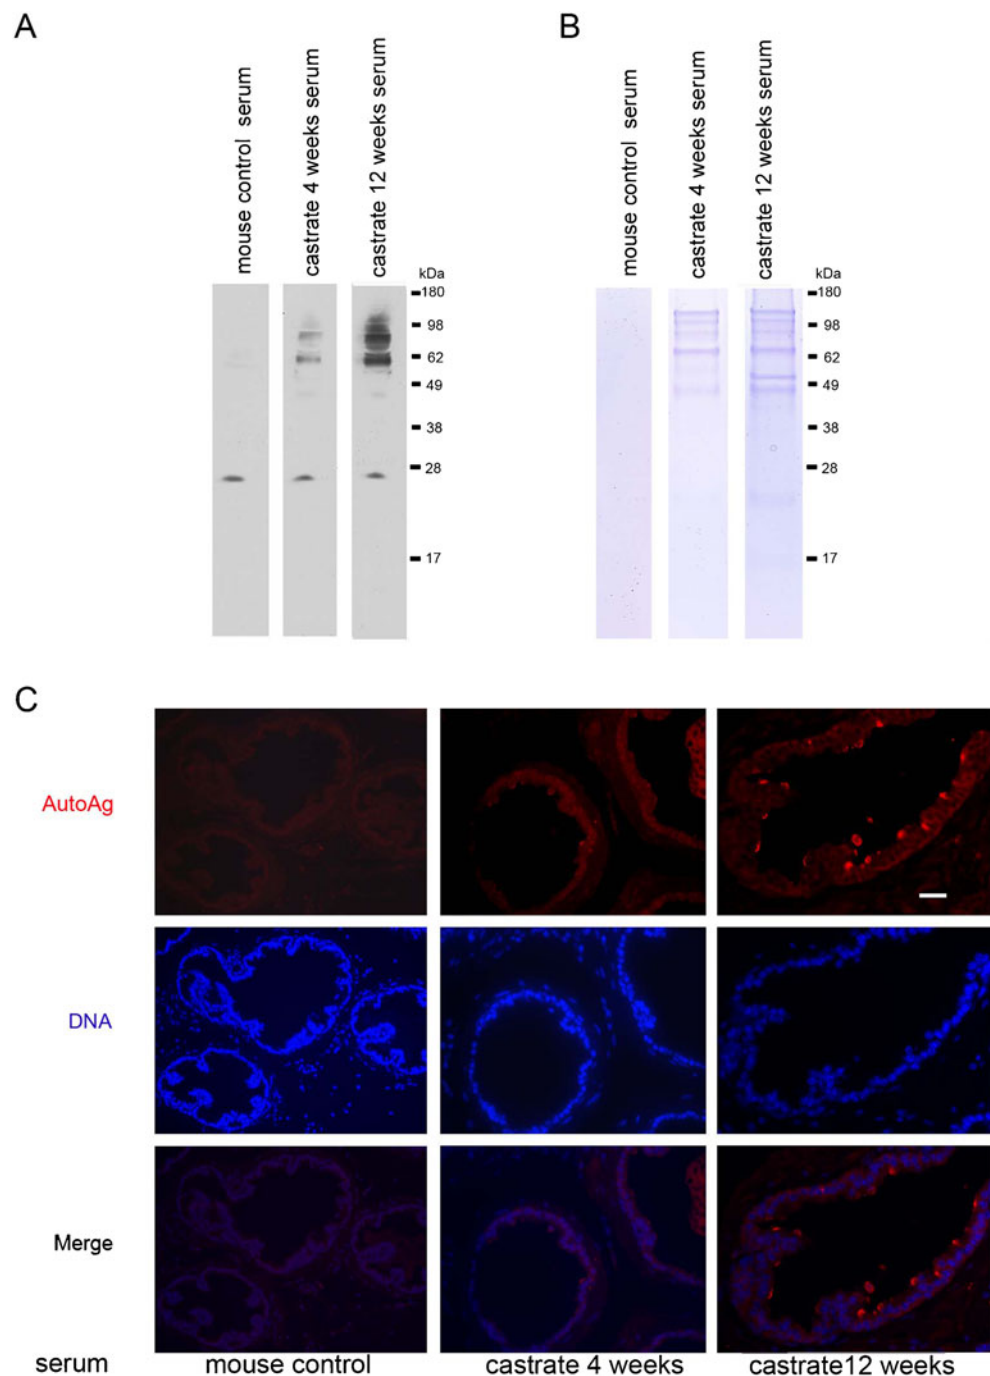 A
mouse control serum
castrate 4 weeks serum
castrate 12 weeks serum
kDa
180
98
62
49
38
28
17
B
mouse control serum
castrate 4 weeks serum
castrate 12 weeks serum
kDa
180
98
62
49
38
28
17
C
AutoAg
DNA
Merge
serum mouse control castrate 4 weeks castrate12 weeks